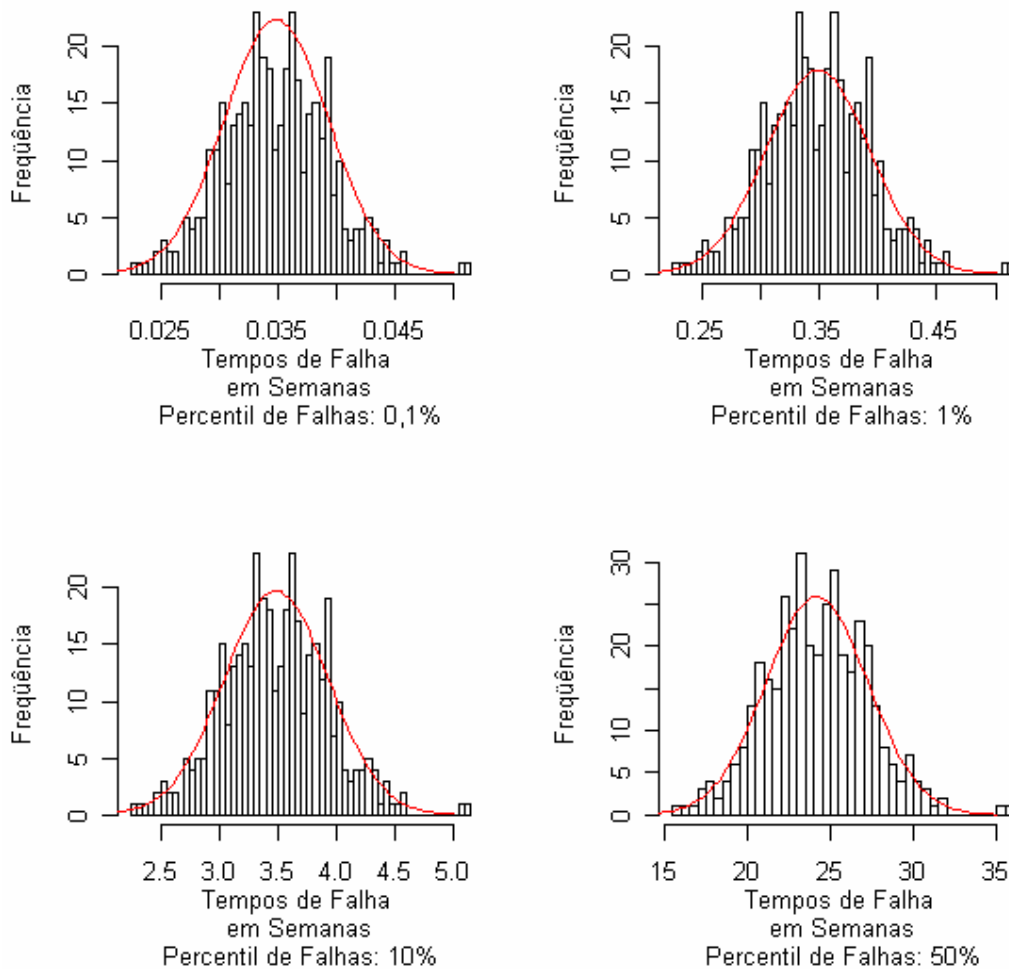 Freqüência
20
15
10
5
0
0.025 0.035 0.045
Tempos de Falha
em Semanas
Percentil de Falhas: 0,1%
Freqüência
20
15
10
5
0
0.25 0.35 0.45
Tempos de Falha
em Semanas
Percentil de Falhas: 1%
Freqüência
20
15
10
5
0
2.5 3.0 3.5 4.0 4.5 5.0
Tempos de Falha
em Semanas
Percentil de Falhas: 10%
Freqüência
30
20
10
5
0
15 20 25 30 35
Tempos de Falha
em Semanas
Percentil de Falhas: 50%